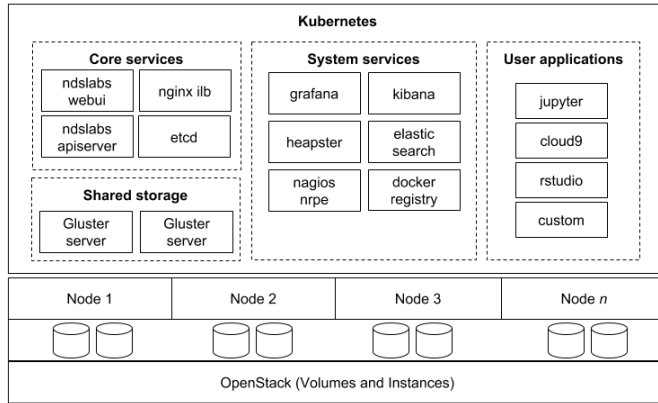 Kubernetes
Core services
ndslabs
webui
nginx ilb
ndslabs
apiserver
etcd
Shared storage
Gluster
server
Gluster
server
System services
grafana
kibana
heapster
elastic
search
nagios
nrpe
docker
registry
User applications
jupyter
cloud9
rstudio
custom
Node 1
Node 2
Node 3
Node n
OpenStack (Volumes and Instances)